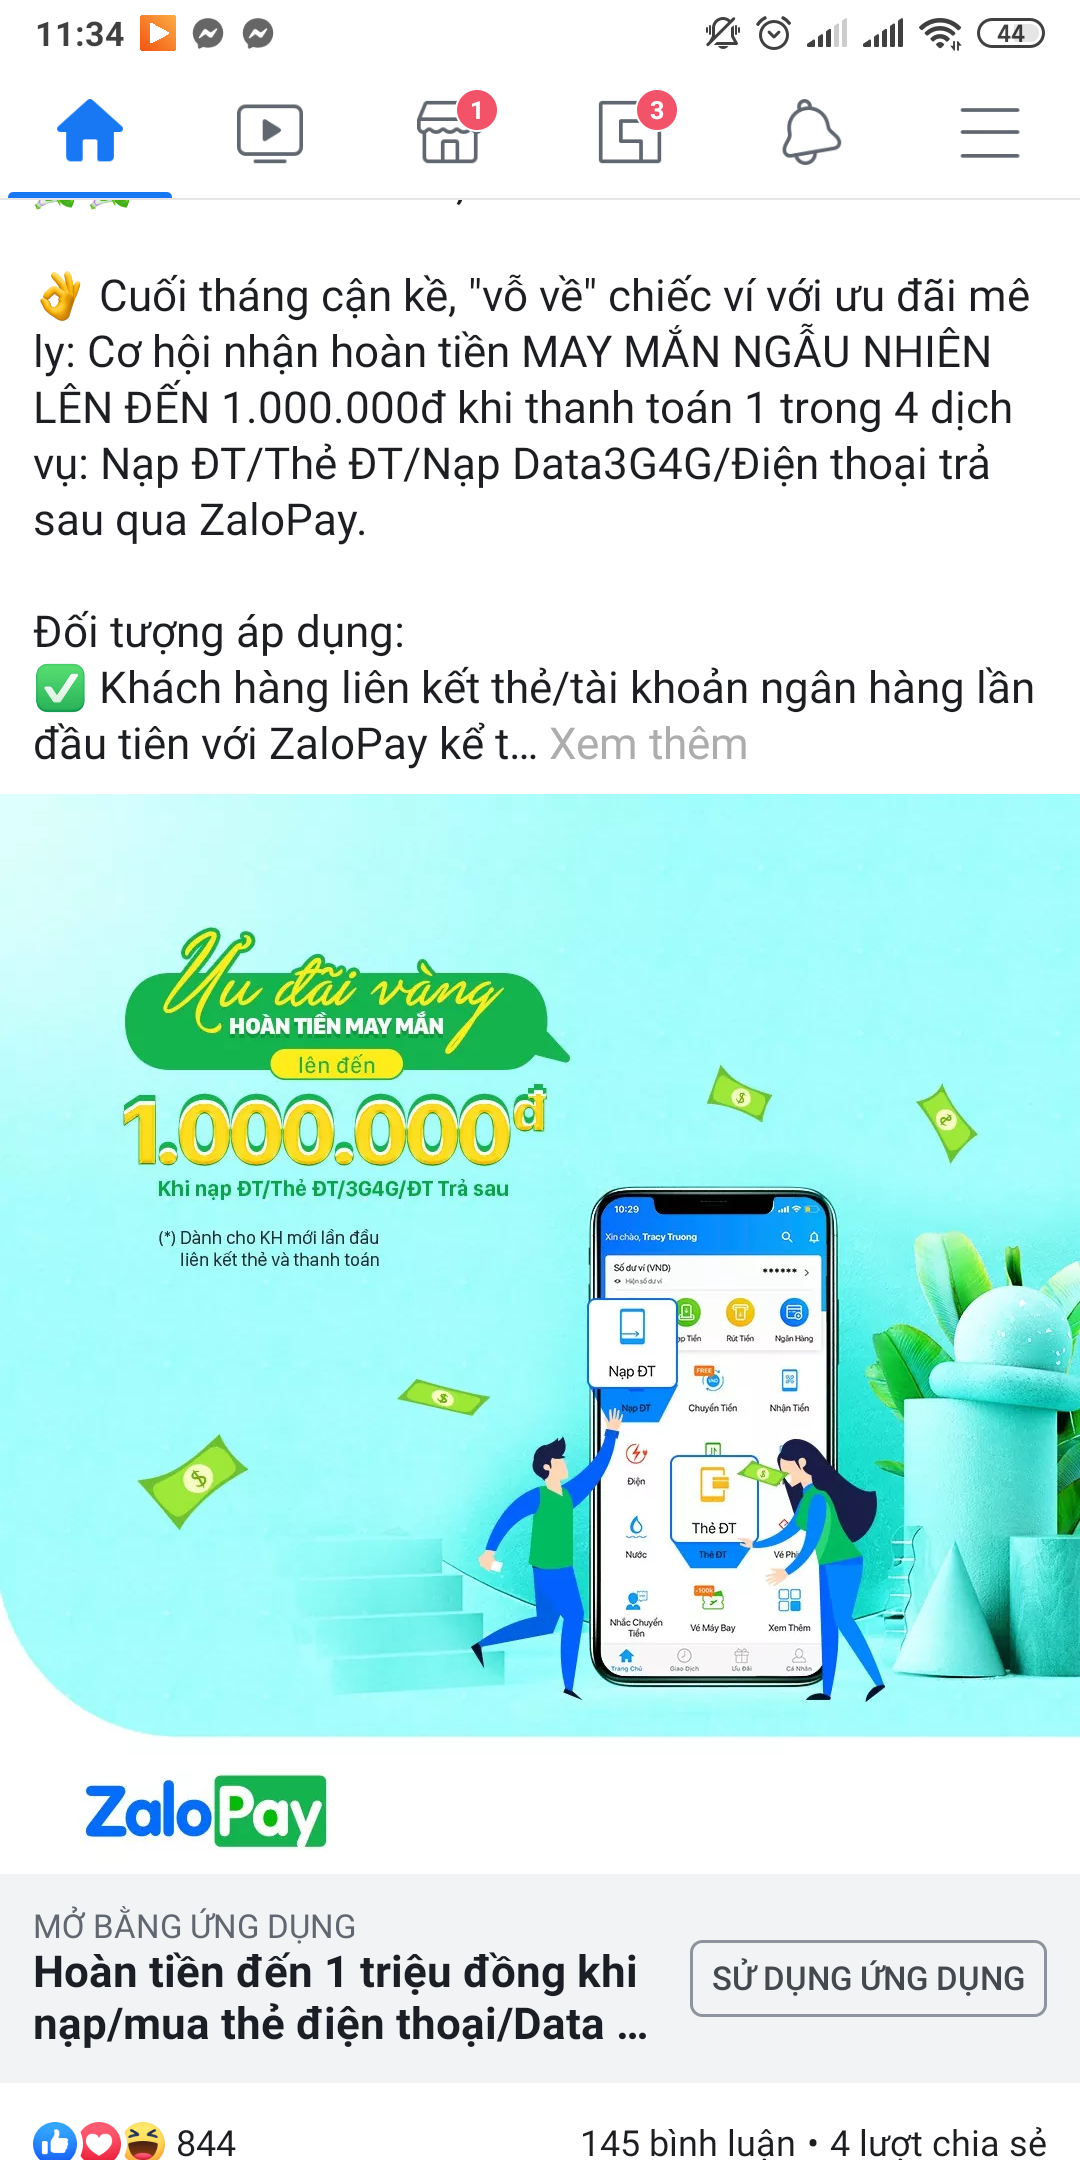 11:34
44
1
3
Cuối tháng cận kề, "vỗ về" chiếc ví với ưu đãi mê
ly: Cơ hội nhận hoàn tiền MAY MẮN NGẪU NHIÊN
LÊN ĐẾN 1.000.000đ khi thanh toán 1 trong 4 dịch
vụ: Nạp ĐT/Thẻ ĐT/Nạp Data3G4G/Điện thoại trả
sau qua ZaloPay.
Đối tượng áp dụng:
Khách hàng liên kết thẻ/tài khoản ngân hàng lần
đầu tiên với ZaloPay kể t... Xem thêm
Ưu đãi vàng
HOÀN TIỀN MAY MẮN
lên đến
1.000.000đ
Khi nạp ĐT/Thẻ ĐT/3G4G/ĐT Trả sau
(*) Dành cho KH mới lần đầu
liên kết thẻ và thanh toán
10:29
Xin chào, Tracy Truong
Số dư ví (VND)
****** >
Hiện số dư ví
Rút Tiền
Ngân Hàng
Nạp ĐT
FREE
Nạp ĐT
Chuyển Tiền
Nhận Tiền
Điện
Thẻ ĐT
Nước
Thẻ ĐT
Vé Phi
-100k
Nhắc Chuyển
Tiền
Vé Máy Bay
Xem Thêm
Trang Chủ
Giao Dịch
Ưu Đãi
Cá Nhân
ZaloPay
MỞ BẰNG ỨNG DỤNG
Hoàn tiền đến 1 triệu đồng khi
nạp/mua thẻ điện thoại/Data ...
SỬ DỤNG ỨNG DỤNG
844
145 bình luận • 4 lượt chia sẻ